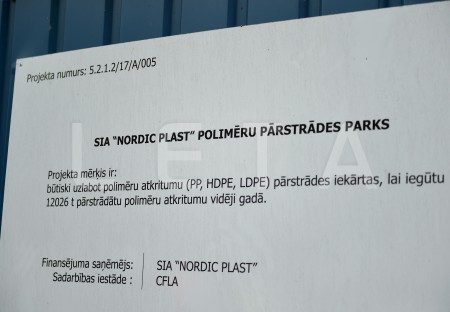 Projekta numurs: 5.2.1.2/17/A/005
SIA “NORDIC PLAST” POLIMĒRU PĀRSTRĀDES PARKS
LETA
Projekta mērķis ir:
būtiski uzlabot polimēru atkritumu (PP, HDPE, LDPE) pārstrādes iekārtas, lai iegūtu
12026 t pārstrādātu polimēru atkritumu vidēji gadā.
Finansējuma saņēmējs: SIA “NORDIC PLAST”
Sadarbības iestāde : CFLA